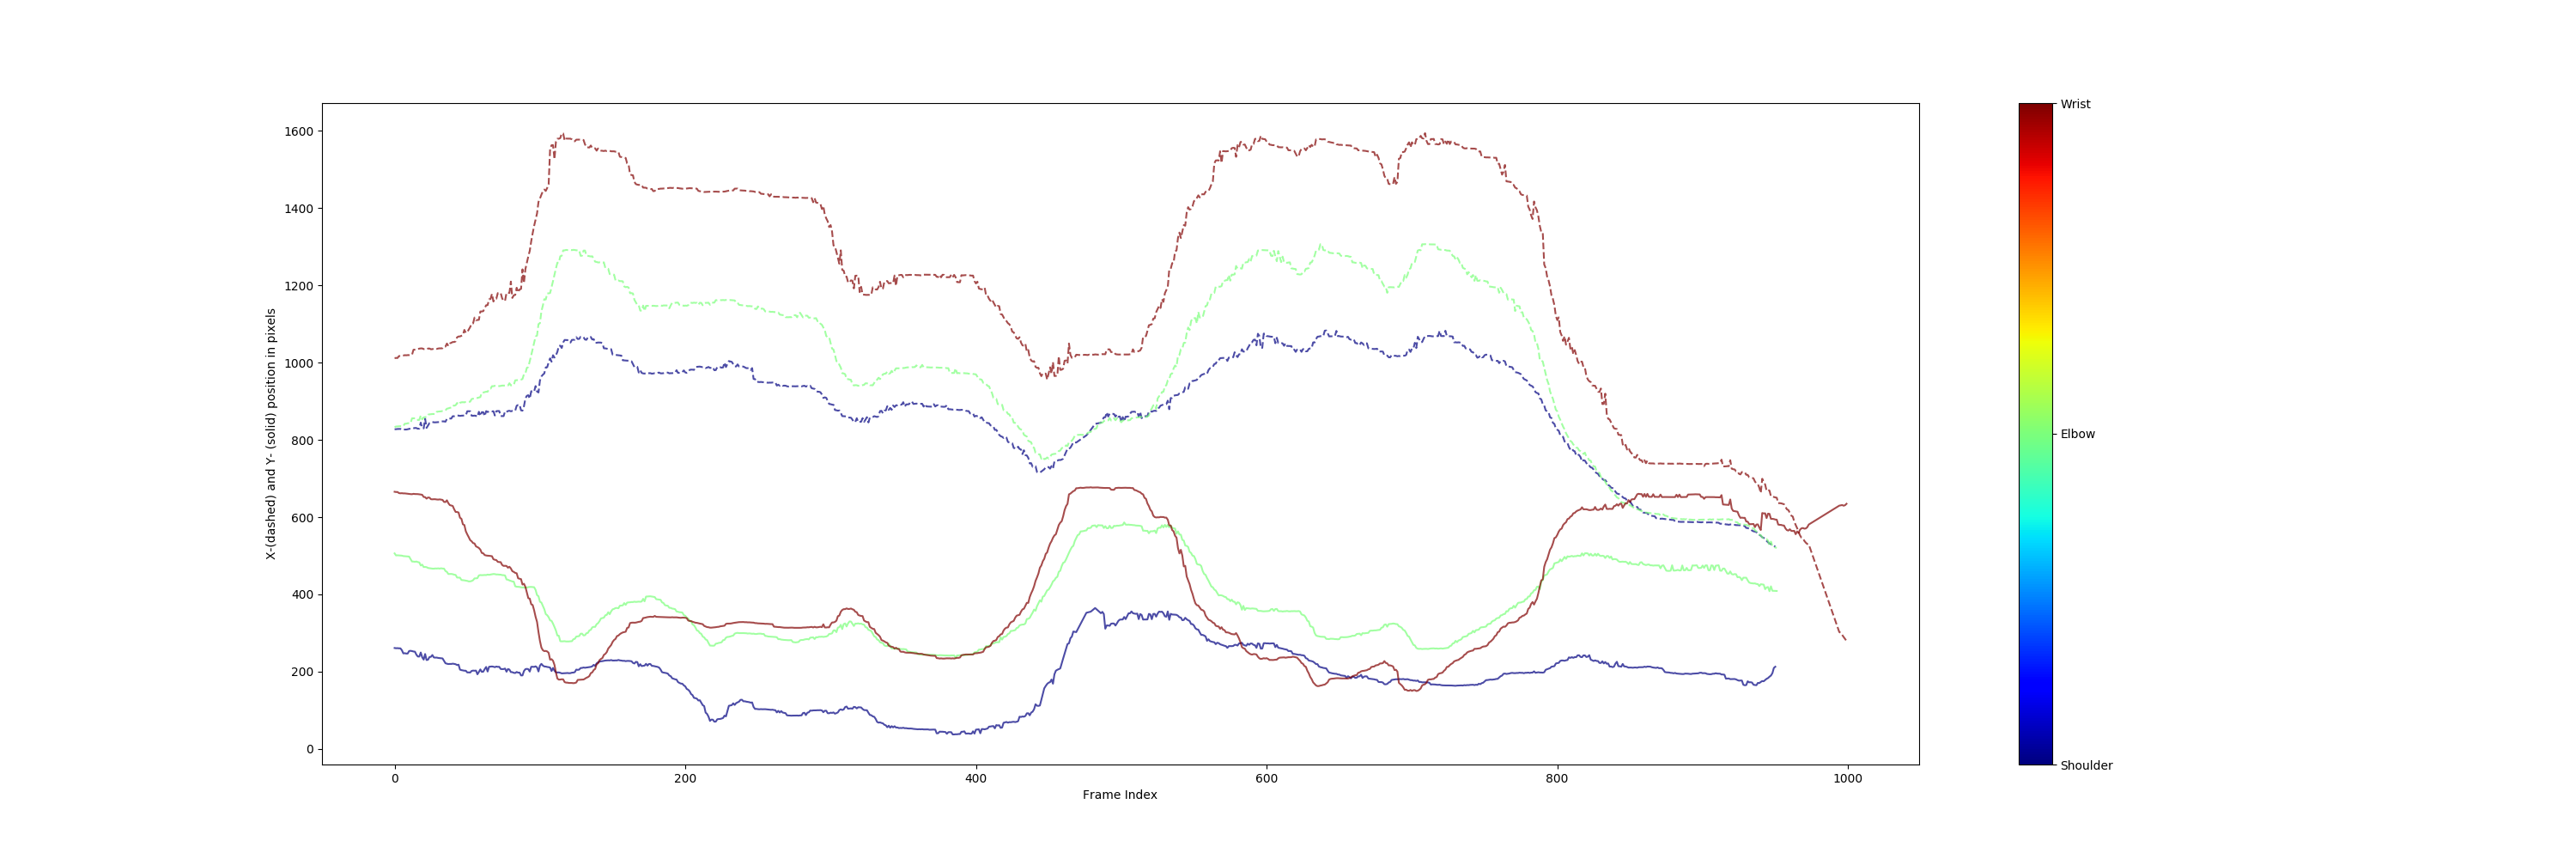 X-(dashed) and Y- (solid) position in pixels
1600
1400
1200
1000
800
600
400
200
0
0 200 400 600 800 1000
Frame Index
Wrist
Elbow
Shoulder